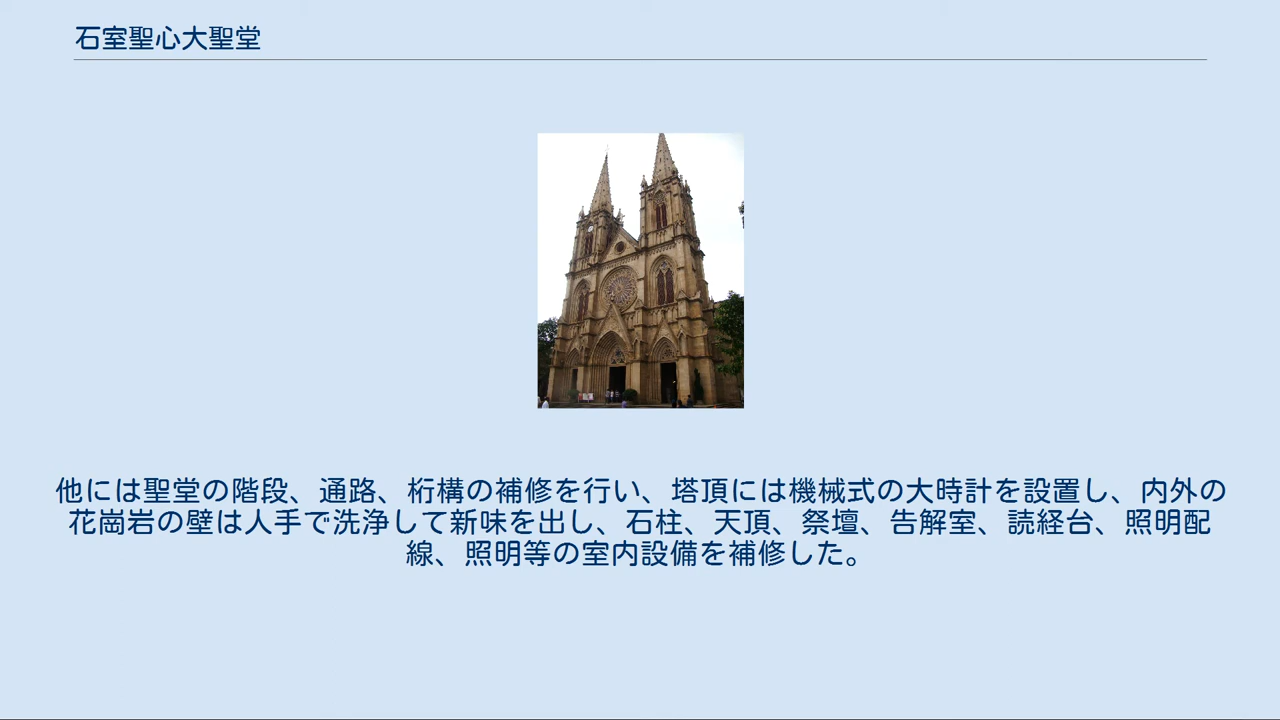 石室聖心大聖堂
他には聖堂の階段、通路、桁構の補修を行い、塔頂には機械式の大時計を設置し、内外の
花崗岩の壁は人手で洗浄して新味を出し、石柱、天頂、祭壇、告解室、読経台、照明配
線、照明等の室内設備を補修した。